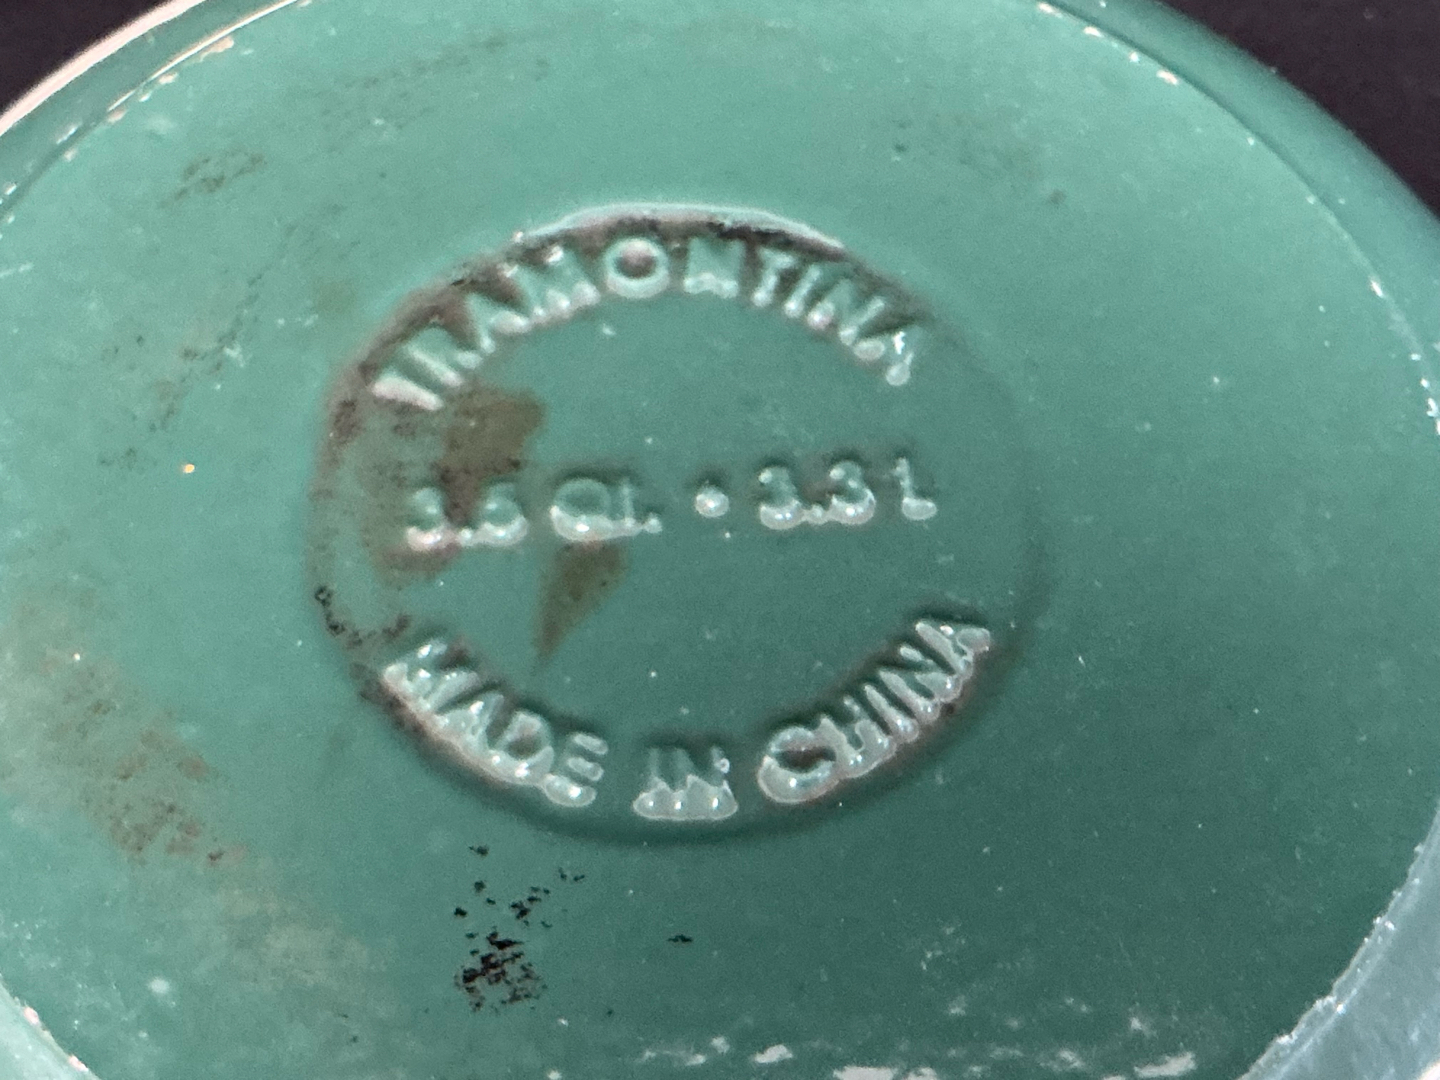 TRAMONTINA
3.5 Qt. • 3.3 L
MADE IN CHINA